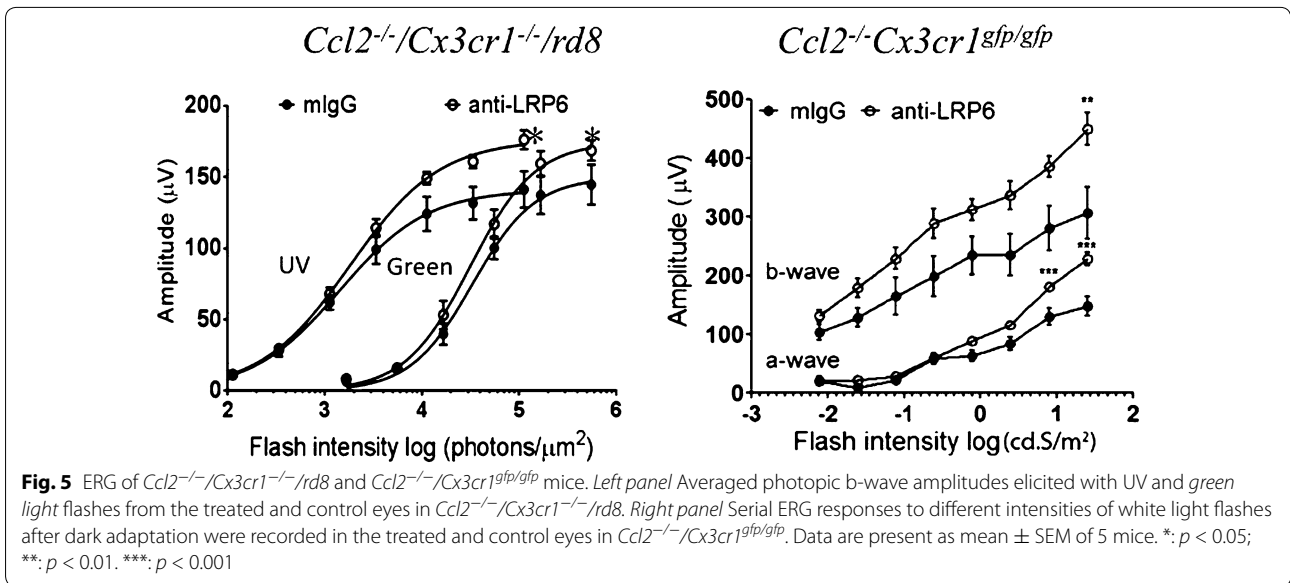 Ccl2-/-/Cx3cr1-/-/rd8
Ccl2-/-Cx3cr1gfp/gfp
mIgG
anti-LRP6
200
150
100
50
0
Amplitude (μV)
UV
Green
*
*
2
3
4
5
6
Flash intensity log (photons/μm2)
mIgG
anti-LRP6
500
400
300
200
100
0
Amplitude (μV)
b-wave
a-wave
**
***
***
-3
-2
-1
0
1
2
Flash intensity log(cd.S/m²)
Fig. 5 ERG of Ccl2−/−/Cx3cr1−/−/rd8 and Ccl2−/−/Cx3cr1gfp/gfp mice. Left panel Averaged photopic b-wave amplitudes elicited with UV and green
light flashes from the treated and control eyes in Ccl2−/−/Cx3cr1−/−/rd8. Right panel Serial ERG responses to different intensities of white light flashes
after dark adaptation were recorded in the treated and control eyes in Ccl2−/−/Cx3cr1gfp/gfp. Data are present as mean ± SEM of 5 mice. *: p < 0.05;
**: p < 0.01. ***: p < 0.001